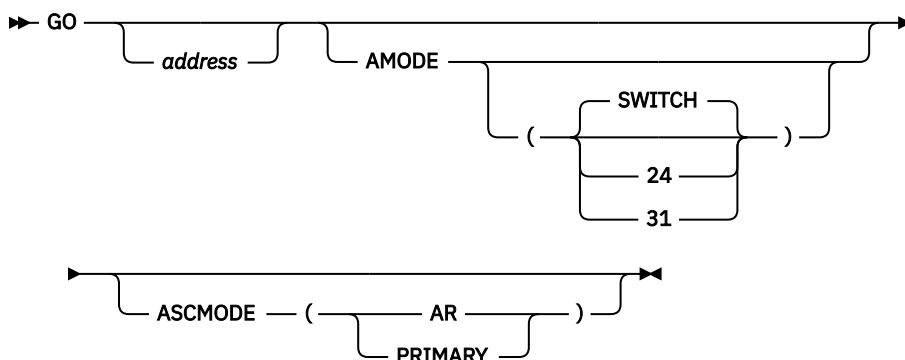 GO
address
AMODE
SWITCH
( )
24
31
ASCMODE ( AR )
PRIMARY